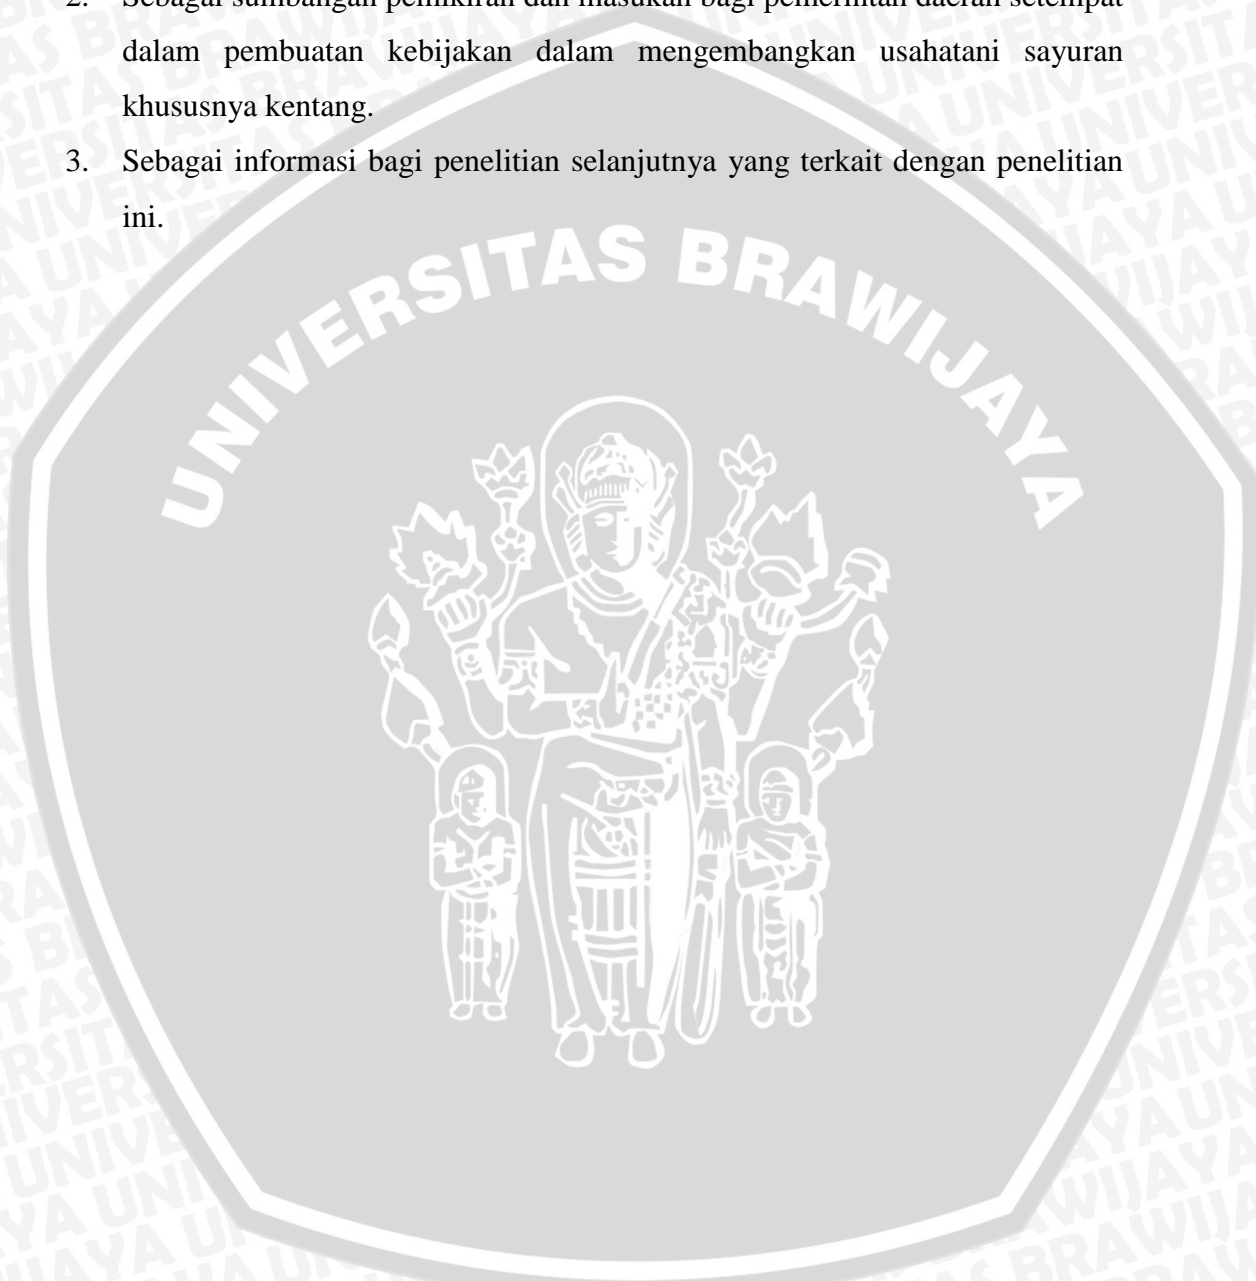 2. Sebagai sumbangan pemikiran dan masukan bagi pemerintah daerah setempat
dalam pembuatan kebijakan dalam mengembangkan usahatani sayuran
khususnya kentang.
3. Sebagai informasi bagi penelitian selanjutnya yang terkait dengan penelitian
ini.
UNIVERSITAS BRAWIJAYA